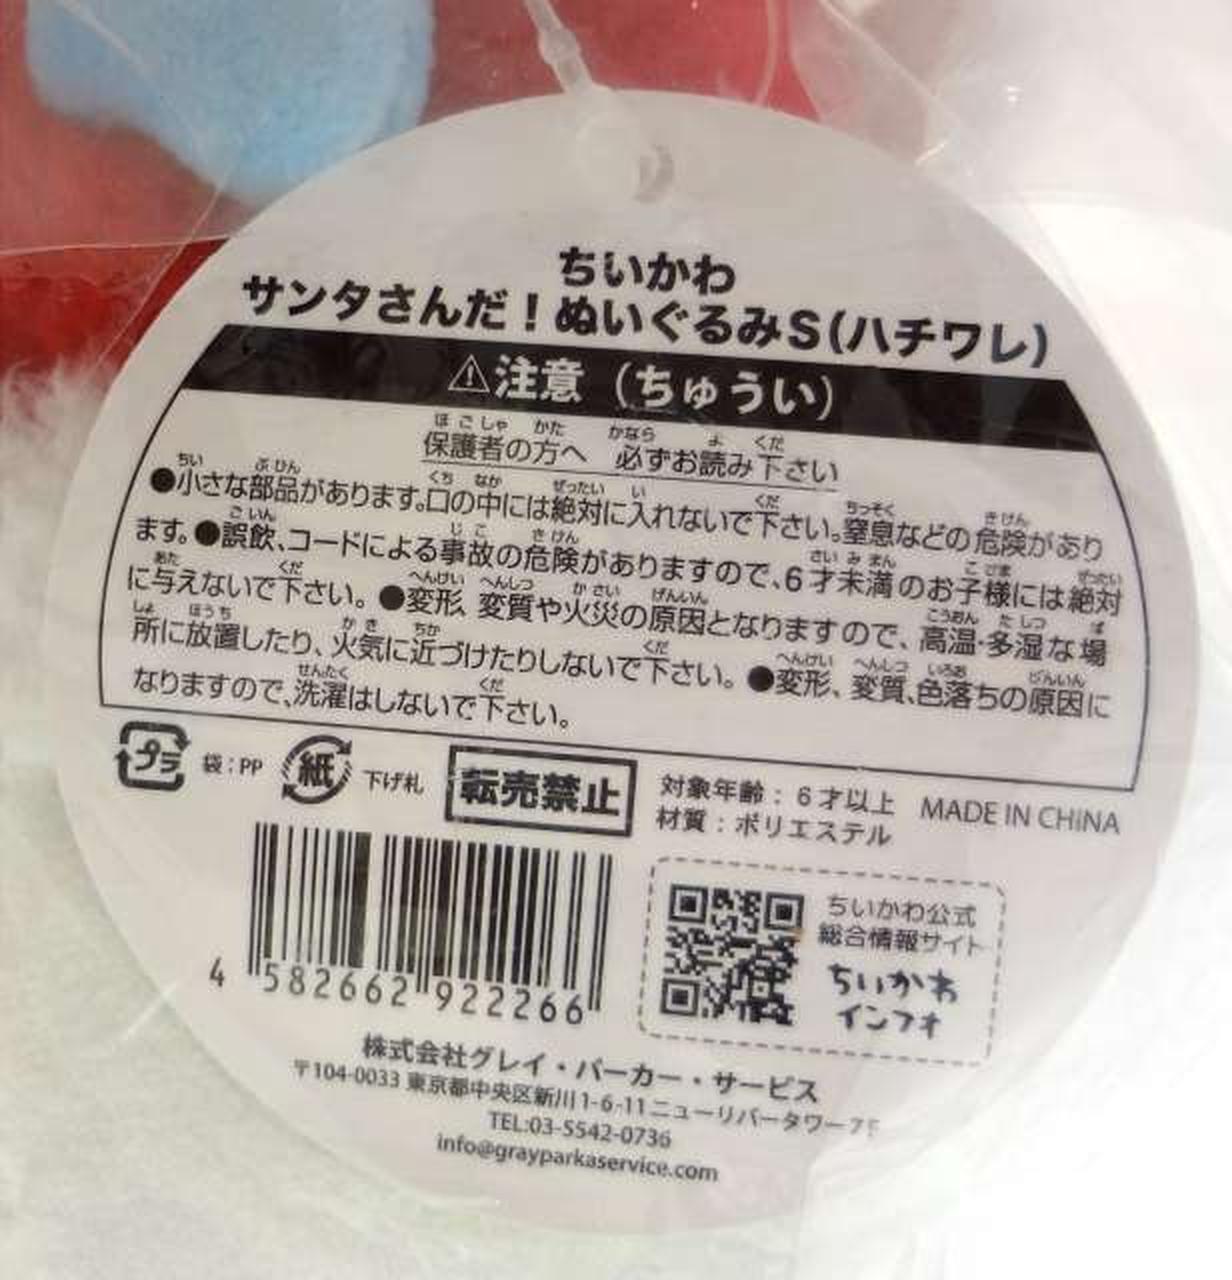 ちいかわ
サンタさんだ!ぬいぐるみS(ハチワレ)
⚠注意(ちゅうい)
保護者の方へ 必ずお読み下さい
●小さな部品があります。口の中には絶対に入れないで下さい。窒息などの危険があり
ます。●誤飲、コードによる事故の危険がありますので、6才未満のお子様には絶対
に与えないで下さい。●変形、変質や火災の原因となりますので、高温・多湿な場
所に放置したり、火気に近づけたりしないで下さい。●変形、変質、色落ちの原因に
なりますので、洗濯はしないで下さい。
プラ 袋:PP 紙 下げ札 転売禁止 対象年齢:6才以上 MADE IN CHINA
材質:ポリエステル
4 582662 922266
ちいかわ公式
総合情報サイト
ちいかわ
インフォ
株式会社グレイ・パーカー・サービス
〒104-0033 東京都中央区新川1-6-11ニューリバータワー7F
TEL:03-5542-0736
info@grayparkaservice.com